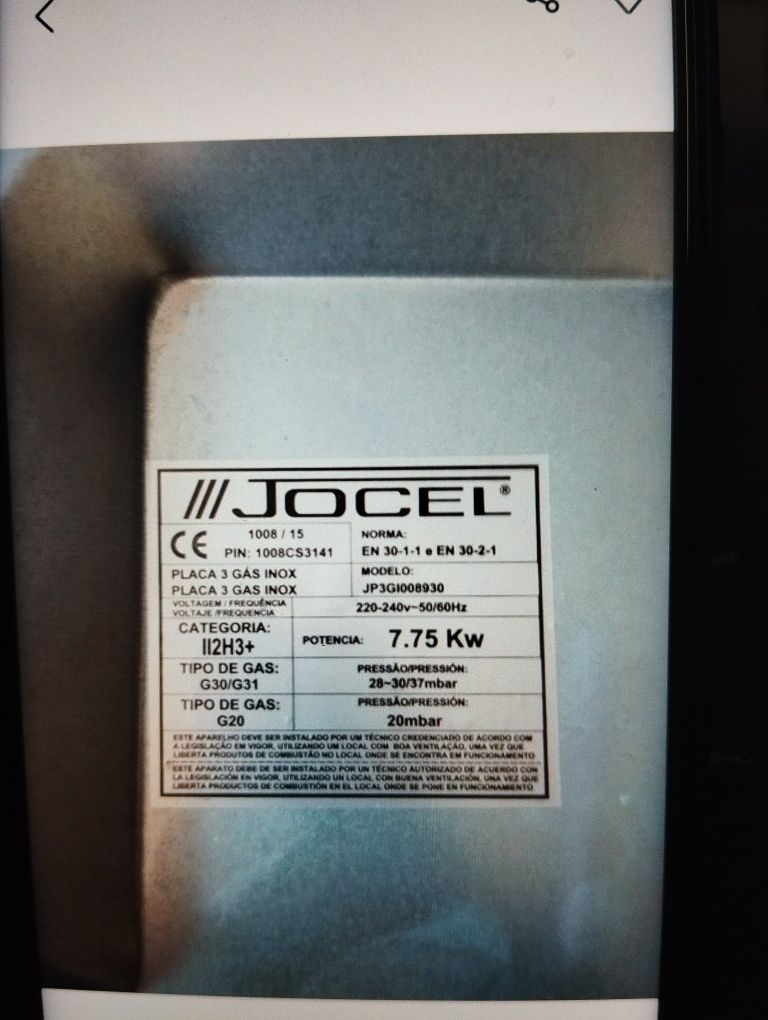 ///JOCEL®
CE
1008 / 15
PIN: 1008CS3141
NORMA:
EN 30-1-1 e EN 30-2-1
PLACA 3 GÁS INOX
PLACA 3 GAS INOX
MODELO:
JP3GI008930
VOLTAGEM / FREQUÊNCIA
VOLTAJE /FREQUENCIA
220-240v~50/60Hz
CATEGORIA:
II2H3+
POTENCIA: 7.75 Kw
TIPO DE GAS:
G30/G31
PRESSÃO/PRESSIÓN:
28-30/37mbar
TIPO DE GAS:
G20
PRESSÃO/PRESSIÓN:
20mbar
ESTE APARELHO DEVE SER INSTALADO POR UM TÉCNICO CREDENCIADO DE ACORDO COM
A LEGISLAÇÃO EM VIGOR, UTILIZANDO UM LOCAL COM BOA VENTILAÇÃO, UMA VEZ QUE
LIBERTA PRODUTOS DE COMBUSTÃO NO LOCAL ONDE SE ENCONTRA EM FUNCIONAMENTO
ESTE APARATO DEBE DE SER INSTALADO POR UN TÉCNICO AUTORIZADO DE ACUERDO CON
LA LEGISLACIÓN EN VIGOR, UTILIZANDO UN LOCAL CON BUENA VENTILACIÓN, UNA VEZ QUE
LIBERTA PRODUCTOS DE COMBUSTIÓN EN EL LOCAL ONDE SE PONE EN FUNCIONAMIENTO